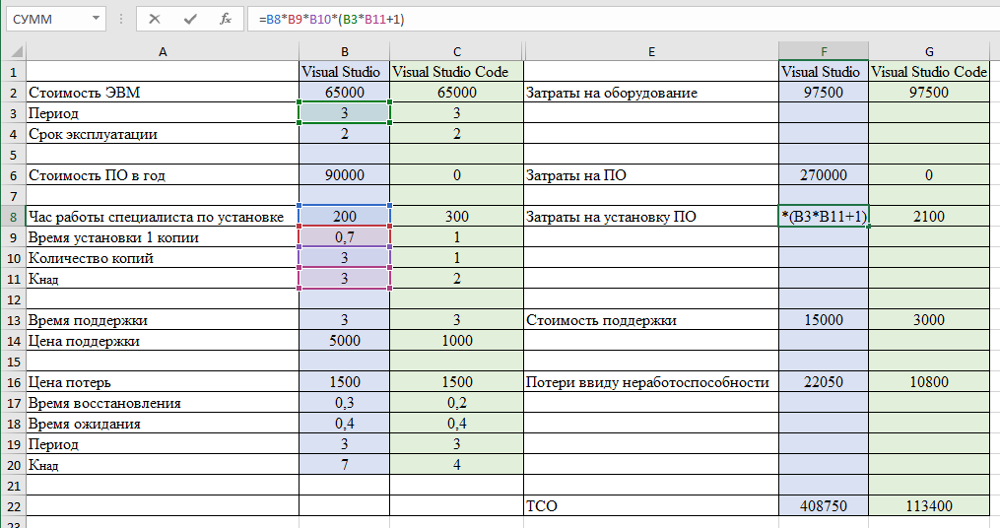 СУММ fx =B8*B9*B10*(B3*B11+1)
A B C E F G
1 Visual Studio Visual Studio Code Visual Studio Visual Studio Code
2 Стоимость ЭВМ 65000 65000 Затраты на оборудование 97500 97500
3 Период 3 3
4 Срок эксплуатации 2 2
5
6 Стоимость ПО в год 90000 0 Затраты на ПО 270000 0
7
8 Час работы специалиста по установке 200 300 Затраты на установку ПО *(B3*B11+1) 2100
9 Время установки 1 копии 0,7 1
10 Количество копий 3 1
11 Кнад 3 2
12
13 Время поддержки 3 3 Стоимость поддержки 15000 3000
14 Цена поддержки 5000 1000
15
16 Цена потерь 1500 1500 Потери ввиду неработоспособности 22050 10800
17 Время восстановления 0,3 0,2
18 Время ожидания 0,4 0,4
19 Период 3 3
20 Кнад 7 4
21
22 ТСО 408750 113400
23